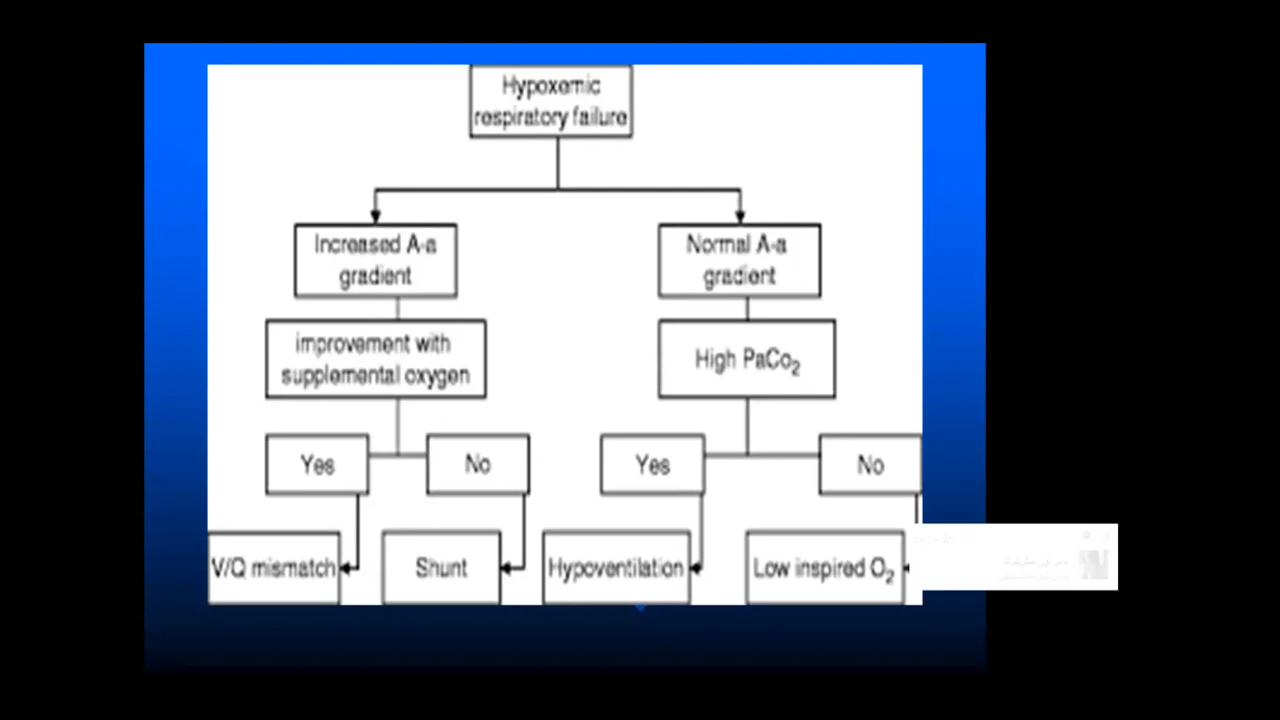 Hypoxemic
respiratory failure
Increased A-a
gradient
Normal A-a
gradient
improvement with
supplemental oxygen
High PaCo₂
Yes
No
Yes
No
V/Q mismatch
Shunt
Hypoventilation
Low inspired O₂